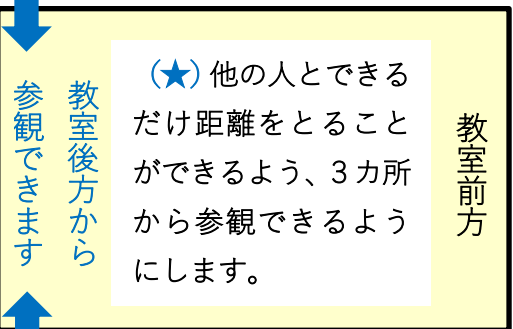 教室前方
（★）他の人とできる
だけ距離をとること
ができるよう、３カ所
から参観できるよう
にします。
教室後方から
参観できます